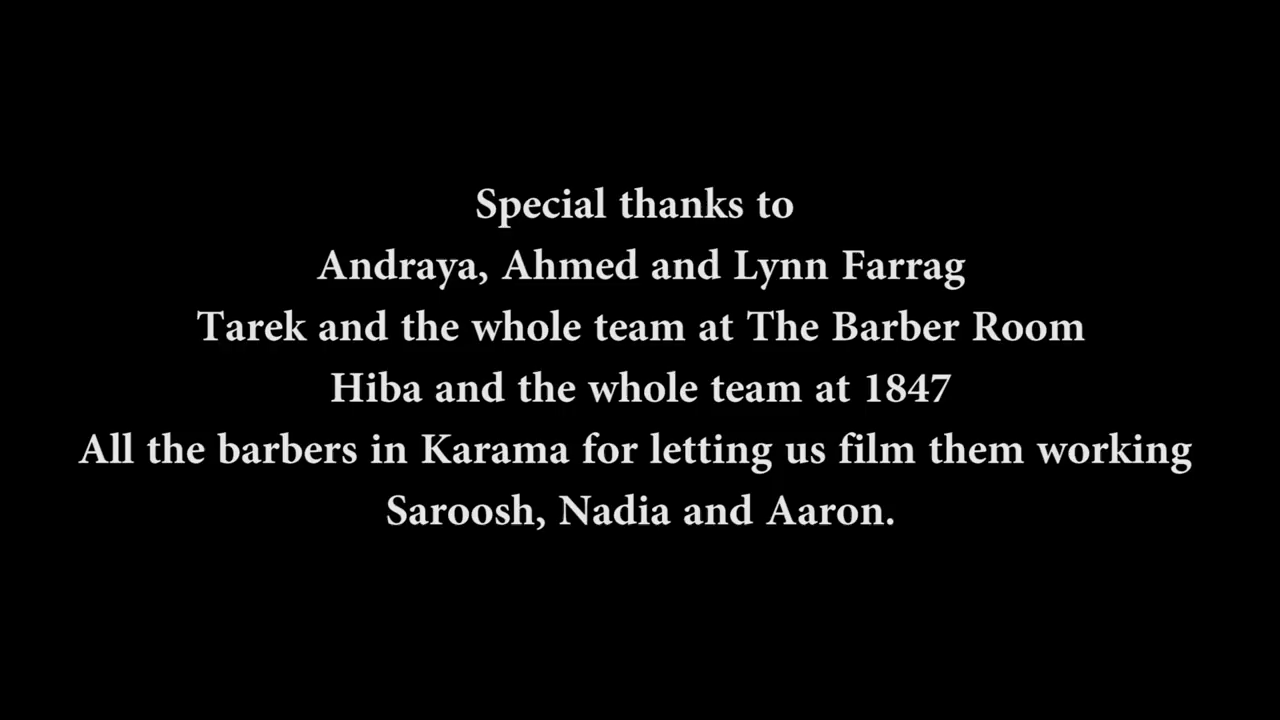 Special thanks to
Andraya, Ahmed and Lynn Farrag
Tarek and the whole team at The Barber Room
Hiba and the whole team at 1847
All the barbers in Karama for letting us film them working
Saroosh, Nadia and Aaron.